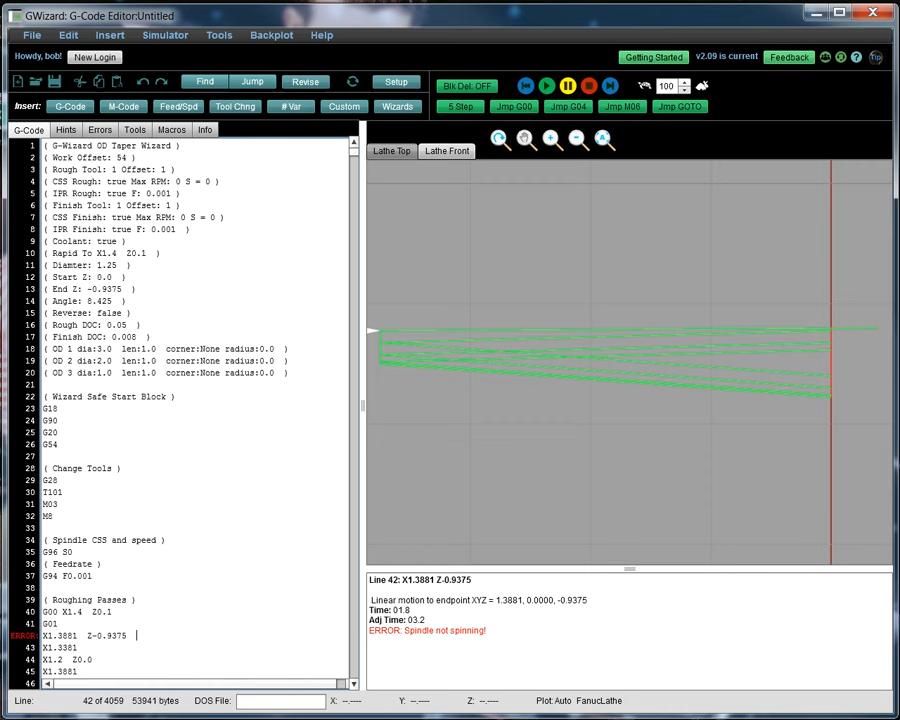 GWizard: G-Code Editor:Untitled
File Edit Insert Simulator Tools Backplot Help
Howdy, bob! New Login Getting Started v2.09 is current Feedback Tip
Find Jump Revise Setup Blk Del: OFF 100
Insert: G-Code M-Code Feed/Spd Tool Chng # Var Custom Wizards 5 Step Jmp G00 Jmp G04 Jmp M06 Jmp GOTO
G-Code Hints Errors Tools Macros Info
Lathe Top Lathe Front
1 ( G-Wizard OD Taper Wizard )
2 ( Work Offset: 54 )
3 ( Rough Tool: 1 Offset: 1 )
4 ( CSS Rough: true Max RPM: 0 S = 0 )
5 ( IPR Rough: true F: 0.001 )
6 ( Finish Tool: 1 Offset: 1 )
7 ( CSS Finish: true Max RPM: 0 S = 0 )
8 ( IPR Finish: true F: 0.001 )
9 ( Coolant: true )
10 ( Rapid To X1.4 Z0.1 )
11 ( Diamter: 1.25 )
12 ( Start Z: 0.0 )
13 ( End Z: -0.9375 )
14 ( Angle: 8.425 )
15 ( Reverse: false )
16 ( Rough DOC: 0.05 )
17 ( Finish DOC: 0.008 )
18 ( OD 1 dia:3.0 len:1.0 corner:None radius:0.0 )
19 ( OD 2 dia:2.0 len:1.0 corner:None radius:0.0 )
20 ( OD 3 dia:1.0 len:1.0 corner:None radius:0.0 )
21
22 ( Wizard Safe Start Block )
23 G18
24 G90
25 G20
26 G54
27
28 ( Change Tools )
29 G28
30 T101
31 M03
32 M8
33
34 ( Spindle CSS and speed )
35 G96 S0
36 ( Feedrate )
37 G94 F0.001
38
39 ( Roughing Passes )
40 G00 X1.4 Z0.1
41 G01
ERROR: X1.3881 Z-0.9375
43 X1.3381
44 X1.2 Z0.0
45 X1.3881
46
Line 42: X1.3881 Z-0.9375
Linear motion to endpoint XYZ = 1.3881, 0.0000, -0.9375
Time: 01.8
Adj Time: 03.2
ERROR: Spindle not spinning!
Line: 42 of 4059 53941 bytes DOS File: X: --.---- Y: --.---- Z: --.---- Plot: Auto FanucLathe